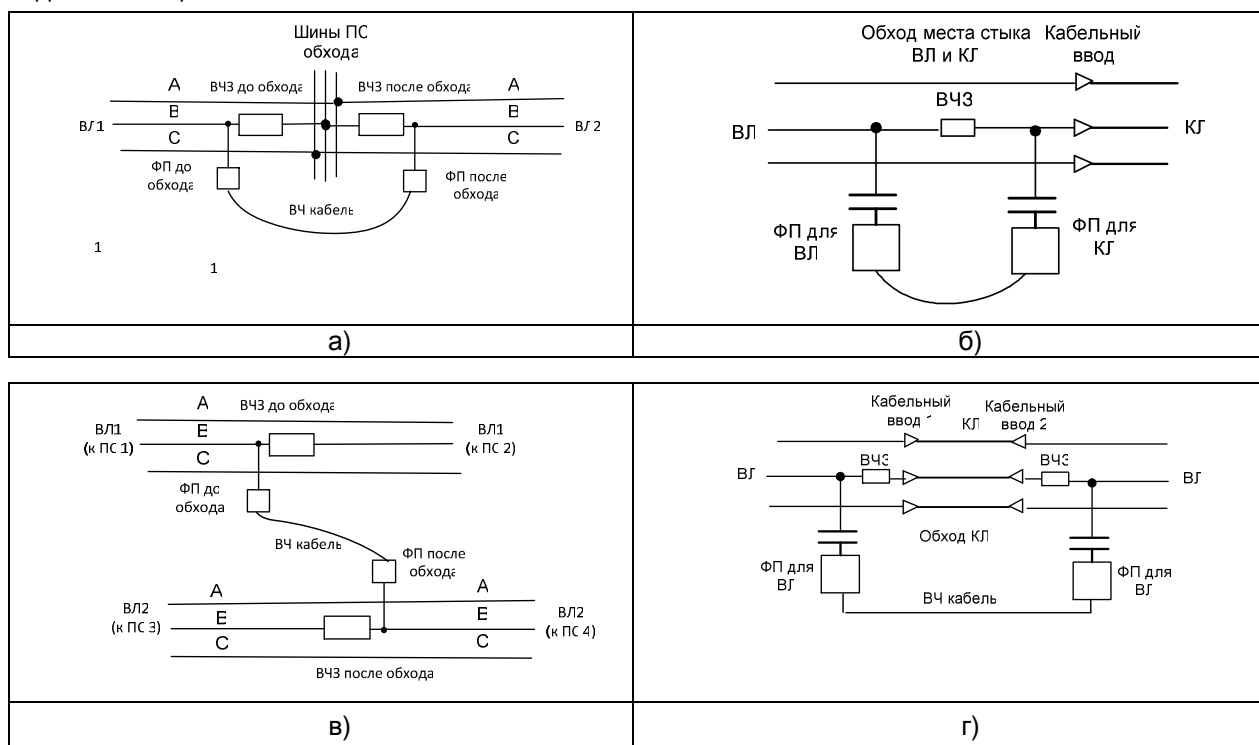 Шины ПС
обхода
А ВЧЗ до обхода ВЧЗ после обхода А
В В
ВЛ1 ВЛ2
С С
ФП до
обхода
ФП после
обхода
ВЧ кабель
1
1
а)
Обход места стыка
ВЛ и КЛ
Кабельный
ввод
ВЧЗ
ВЛ КЛ
ФП для
ВЛ
ФП для
КЛ
б)
А ВЧЗ до обхода
ВЛ1
(к ПС 1)
Е
С
ВЛ1
(к ПС 2)
ФП до
обхода
ВЧ кабель
ФП после
обхода
А А
ВЛ2
(к ПС 3)
Е Е
С С
ВЛ2
(к ПС 4)
ВЧЗ после обхода
в)
Кабельный
ввод
КЛ
Кабельный
ввод 2
ВЛ ВЧЗ ВЧЗ ВЛ
Обход КЛ
ФП для
ВЛ
ФП для
ВЛ
ВЧ кабель
г)